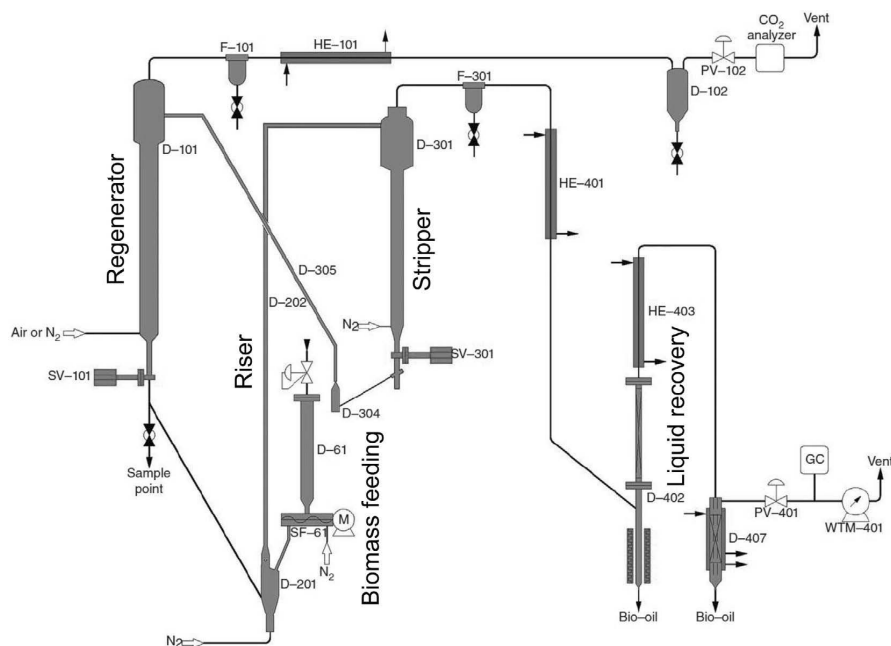 F–101
HE–101
CO2
analyzer
Vent
PV–102
D–102
F–301
D–101
D–301
HE–401
Regenerator
Stripper
D–305
D–202
HE–403
Air or N2
N2
SV–101
SV–301
Riser
D–304
Liquid recovery
D–61
Sample
point
Biomass feeding
M
SF–61
N2
D–201
N2
D–402
GC
Vent
PV–401
WTM–401
D–407
Bio–oil
Bio–oil